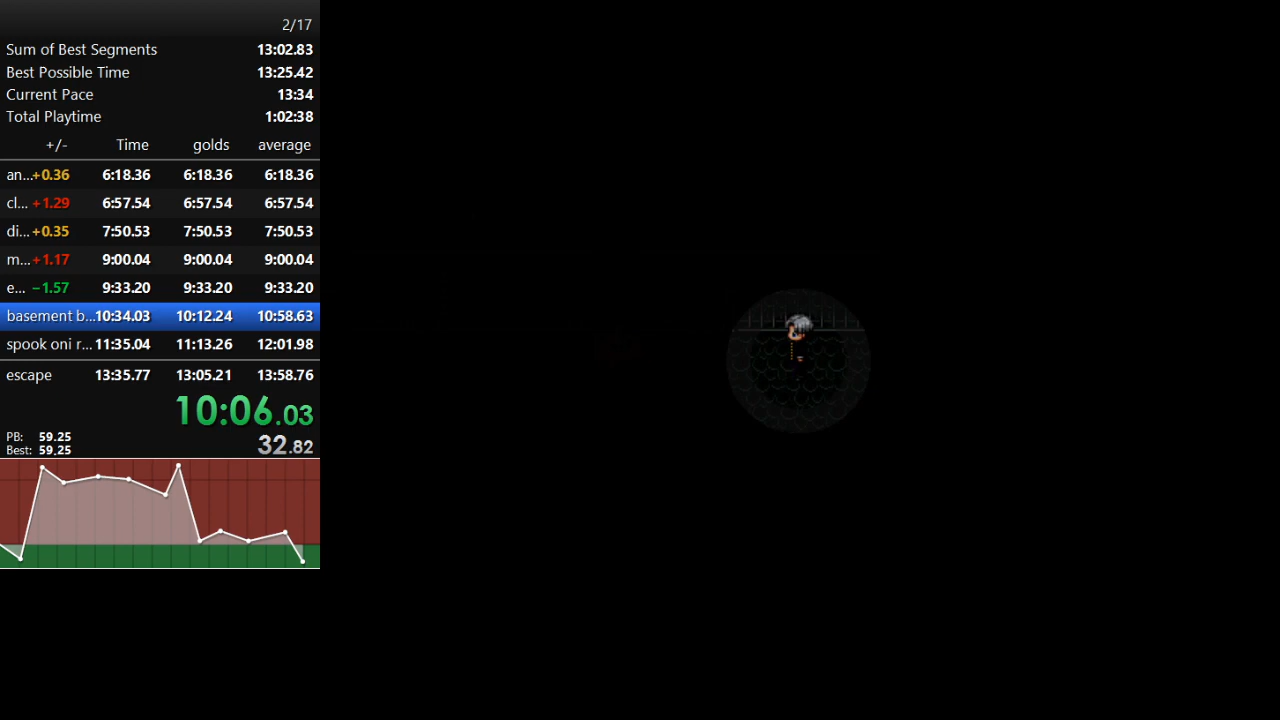 2/17
Sum of Best Segments 13:02.83
Best Possible Time 13:25.42
Current Pace 13:34
Total Playtime 1:02:38
+/- Time golds average
an...+0.36 6:18.36 6:18.36 6:18.36
cl... +1.29 6:57.54 6:57.54 6:57.54
di...+0.35 7:50.53 7:50.53 7:50.53
m...+1.17 9:00.04 9:00.04 9:00.04
e... −1.57 9:33.20 9:33.20 9:33.20
basement b...10:34.03 10:12.24 10:58.63
spook oni r...11:35.04 11:13.26 12:01.98
escape 13:35.77 13:05.21 13:58.76
10:06.03
PB: 59.25 32.82
Best: 59.25